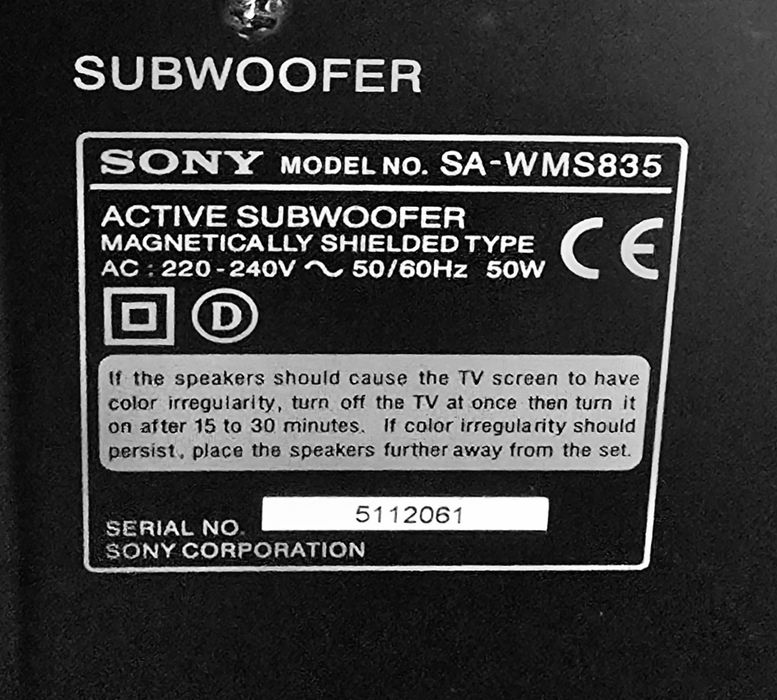 SUBWOOFER
SONY MODEL NO. SA-WMS835
ACTIVE SUBWOOFER
MAGNETICALLY SHIELDED TYPE
AC : 220-240V ~ 50/60Hz 50W
CE
D
If the speakers should cause the TV screen to have
color irregularity, turn off the TV at once then turn it
on after 15 to 30 minutes. If color irregularity should
persist, place the speakers further away from the set.
SERIAL NO. 5112061
SONY CORPORATION